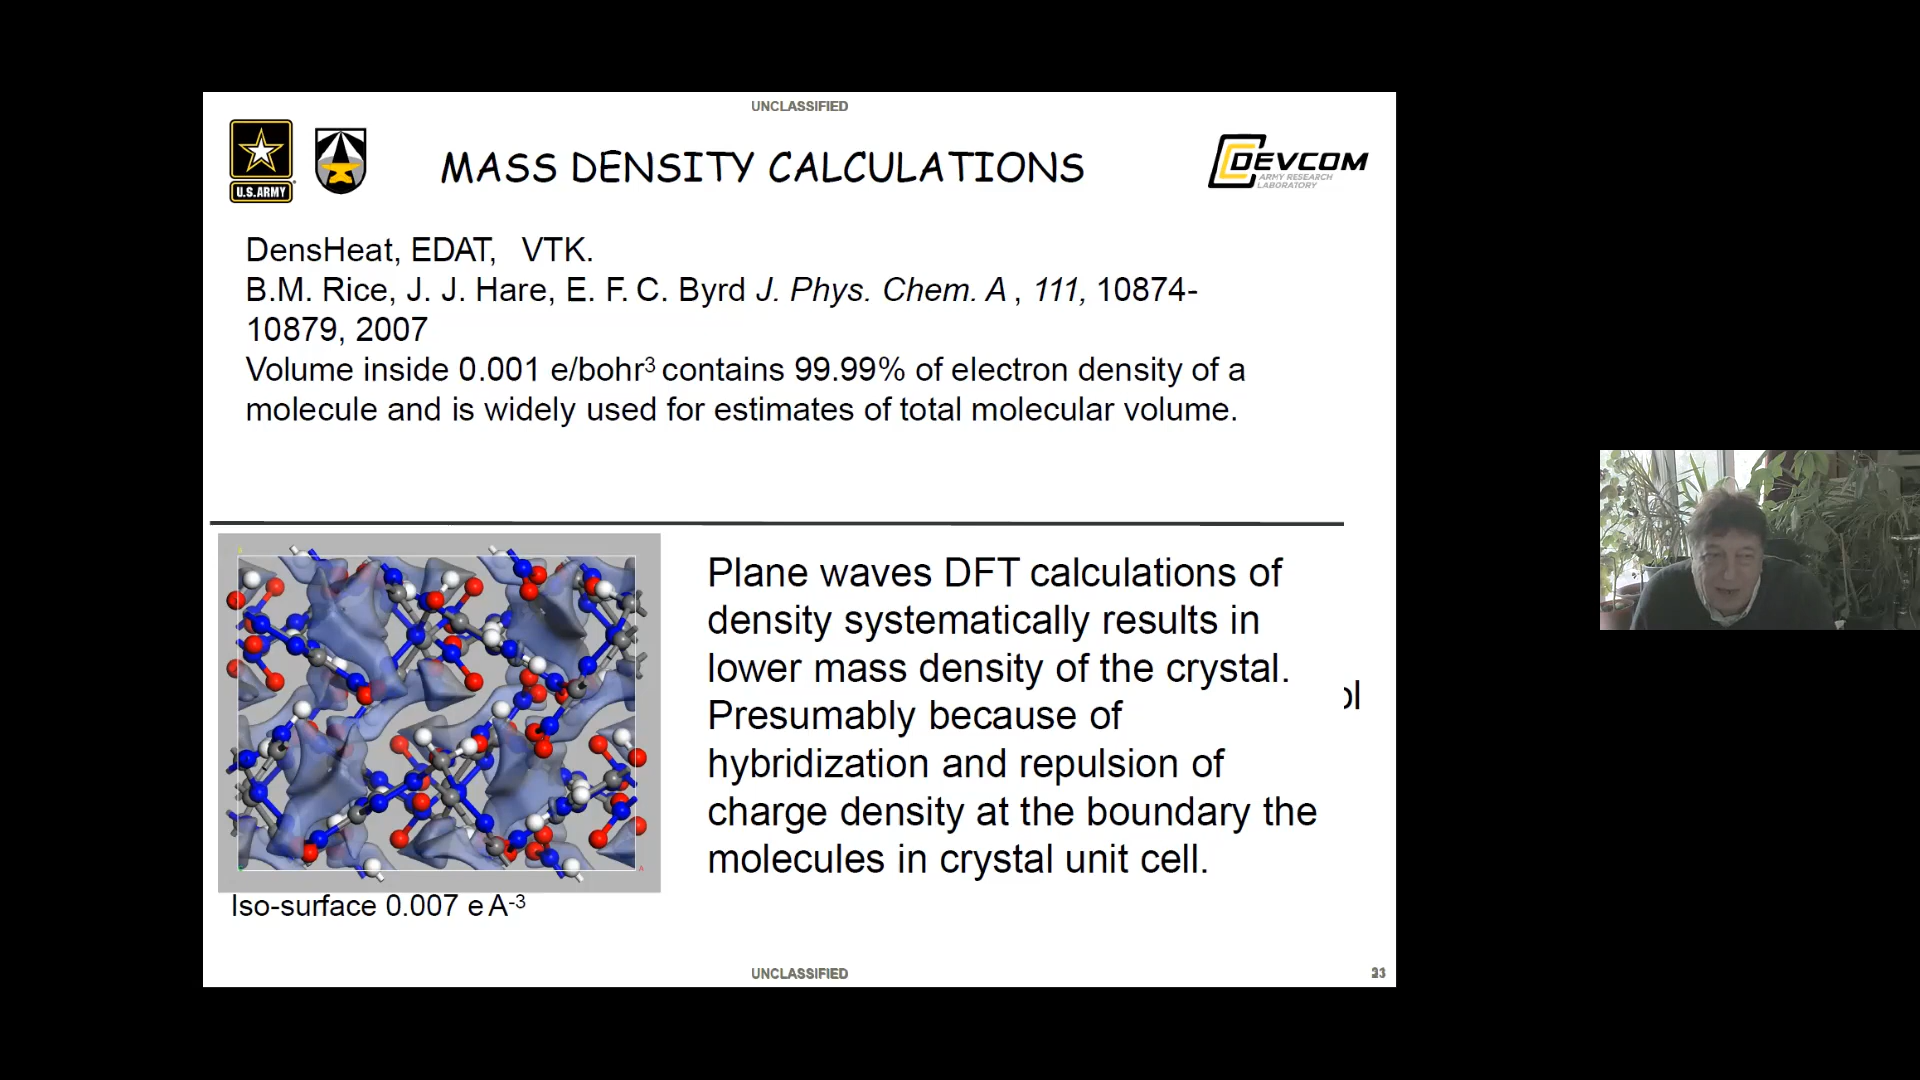 UNCLASSIFIED
U.S.ARMY
MASS DENSITY CALCULATIONS
DEVCOM
ARMY RESEARCH
LABORATORY
DensHeat, EDAT, VTK.
B.M. Rice, J. J. Hare, E. F. C. Byrd J. Phys. Chem. A , 111, 10874-
10879, 2007
Volume inside 0.001 e/bohr³ contains 99.99% of electron density of a
molecule and is widely used for estimates of total molecular volume.
Plane waves DFT calculations of
density systematically results in
lower mass density of the crystal.
Presumably because of
hybridization and repulsion of
charge density at the boundary the
molecules in crystal unit cell.
ol
Iso-surface 0.007 e A⁻³
UNCLASSIFIED